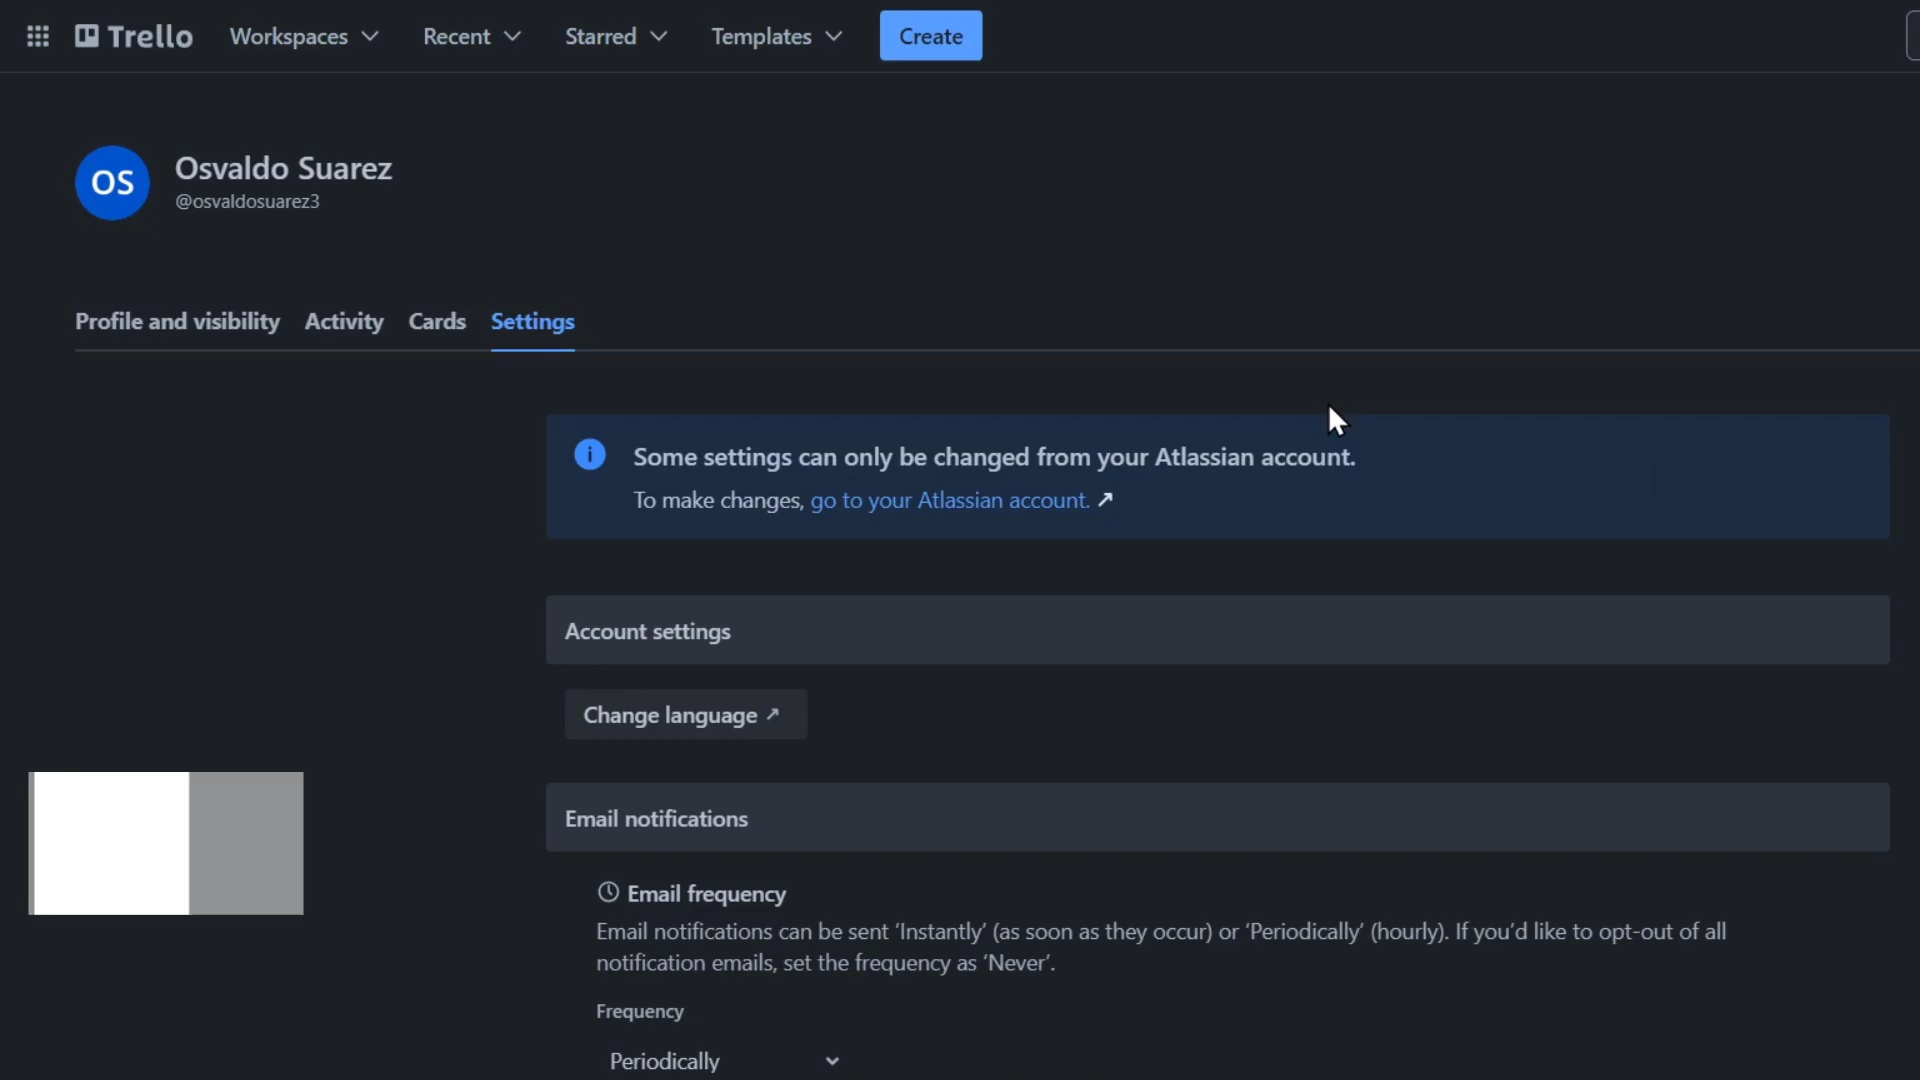 Trello Workspaces Recent Starred Templates Create
OS
Osvaldo Suarez
@osvaldosuarez3
Profile and visibility Activity Cards Settings
Some settings can only be changed from your Atlassian account.
To make changes, go to your Atlassian account.
Account settings
Change language
Email notifications
Email frequency
Email notifications can be sent ‘Instantly’ (as soon as they occur) or ‘Periodically’ (hourly). If you’d like to opt-out of all
notification emails, set the frequency as ‘Never’.
Frequency
Periodically